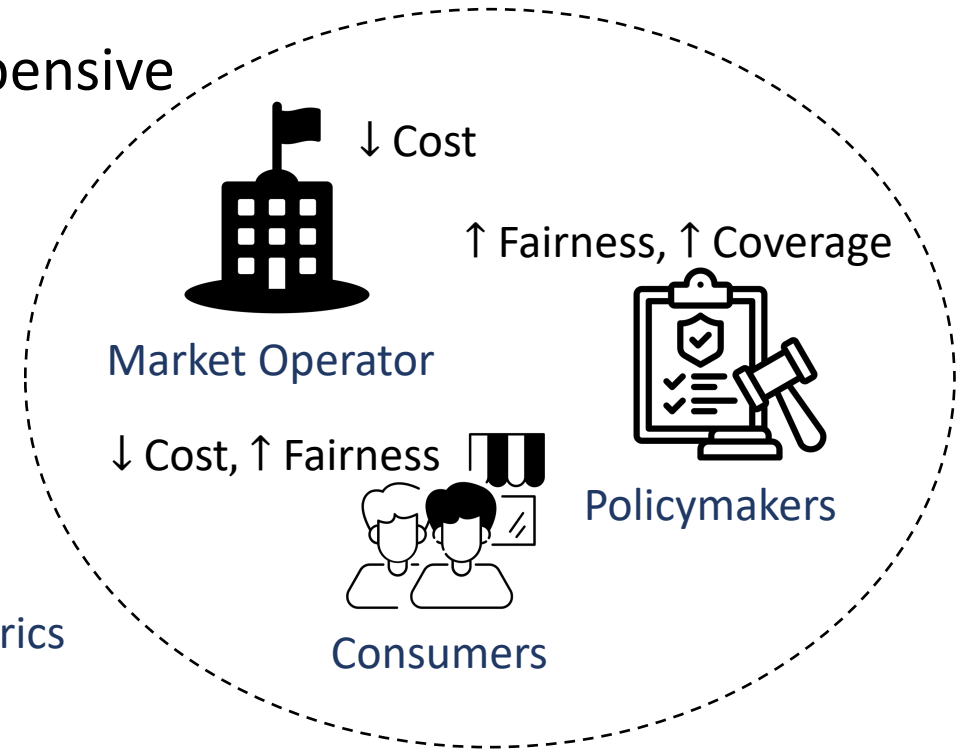 pensive
↓ Cost
↑ Fairness, ↑ Coverage
Market Operator
↓ Cost, ↑ Fairness
Policymakers
rics
Consumers